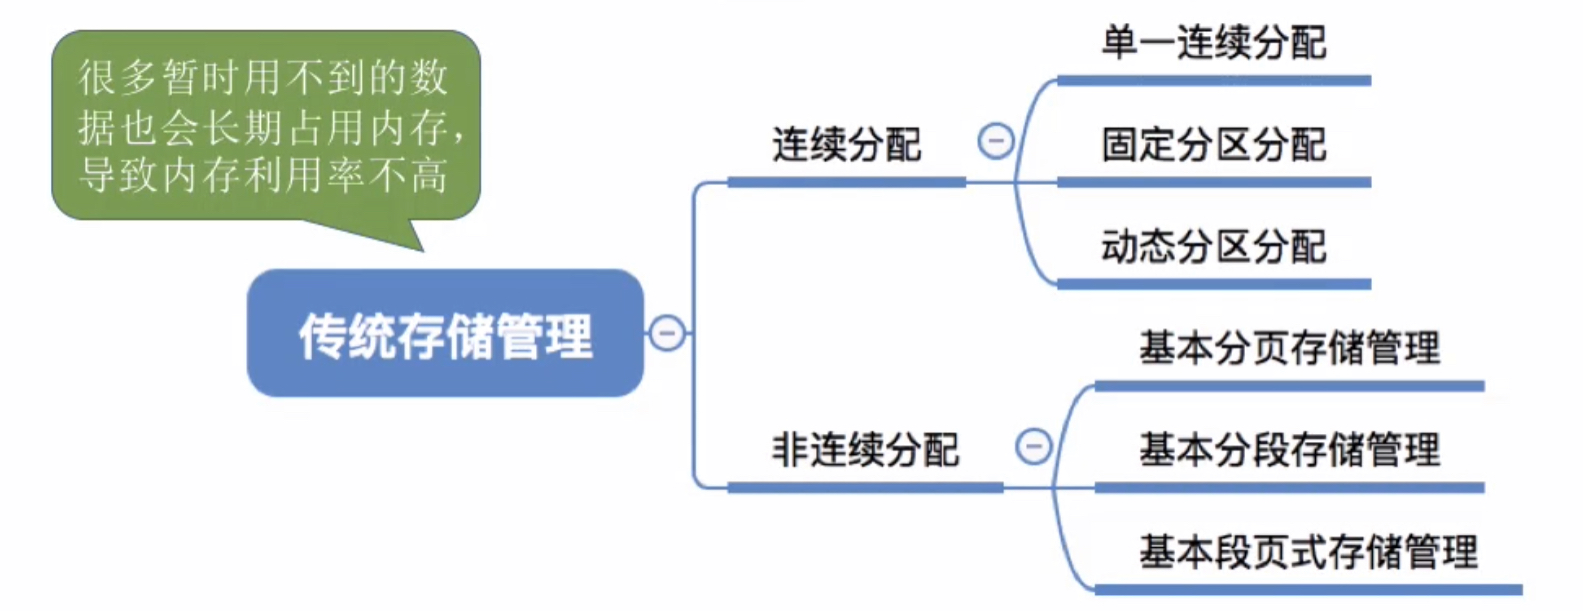 很多暂时用不到的数
据也会长期占用内存，
导致内存利用率不高
传统存储管理
连续分配
单一连续分配
固定分区分配
动态分区分配
非连续分配
基本分页存储管理
基本分段存储管理
基本段页式存储管理